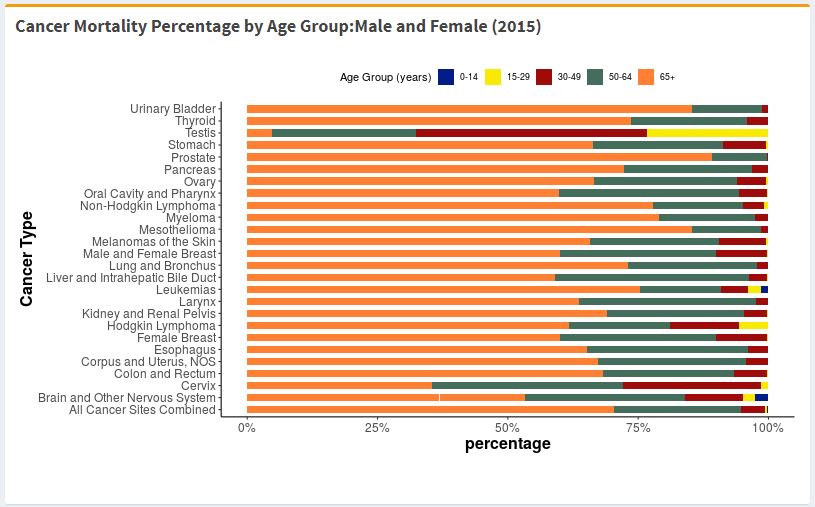 Cancer Mortality Percentage by Age Group:Male and Female (2015)
Age Group (years) 0-14 15-29 30-49 50-64 65+
Urinary Bladder
Thyroid
Testis
Stomach
Prostate
Pancreas
Ovary
Oral Cavity and Pharynx
Non-Hodgkin Lymphoma
Myeloma
Mesothelioma
Melanomas of the Skin
Male and Female Breast
Lung and Bronchus
Liver and Intrahepatic Bile Duct
Leukemias
Larynx
Kidney and Renal Pelvis
Hodgkin Lymphoma
Female Breast
Esophagus
Corpus and Uterus, NOS
Colon and Rectum
Cervix
Brain and Other Nervous System
All Cancer Sites Combined
Cancer Type
0% 25% 50% 75% 100%
percentage